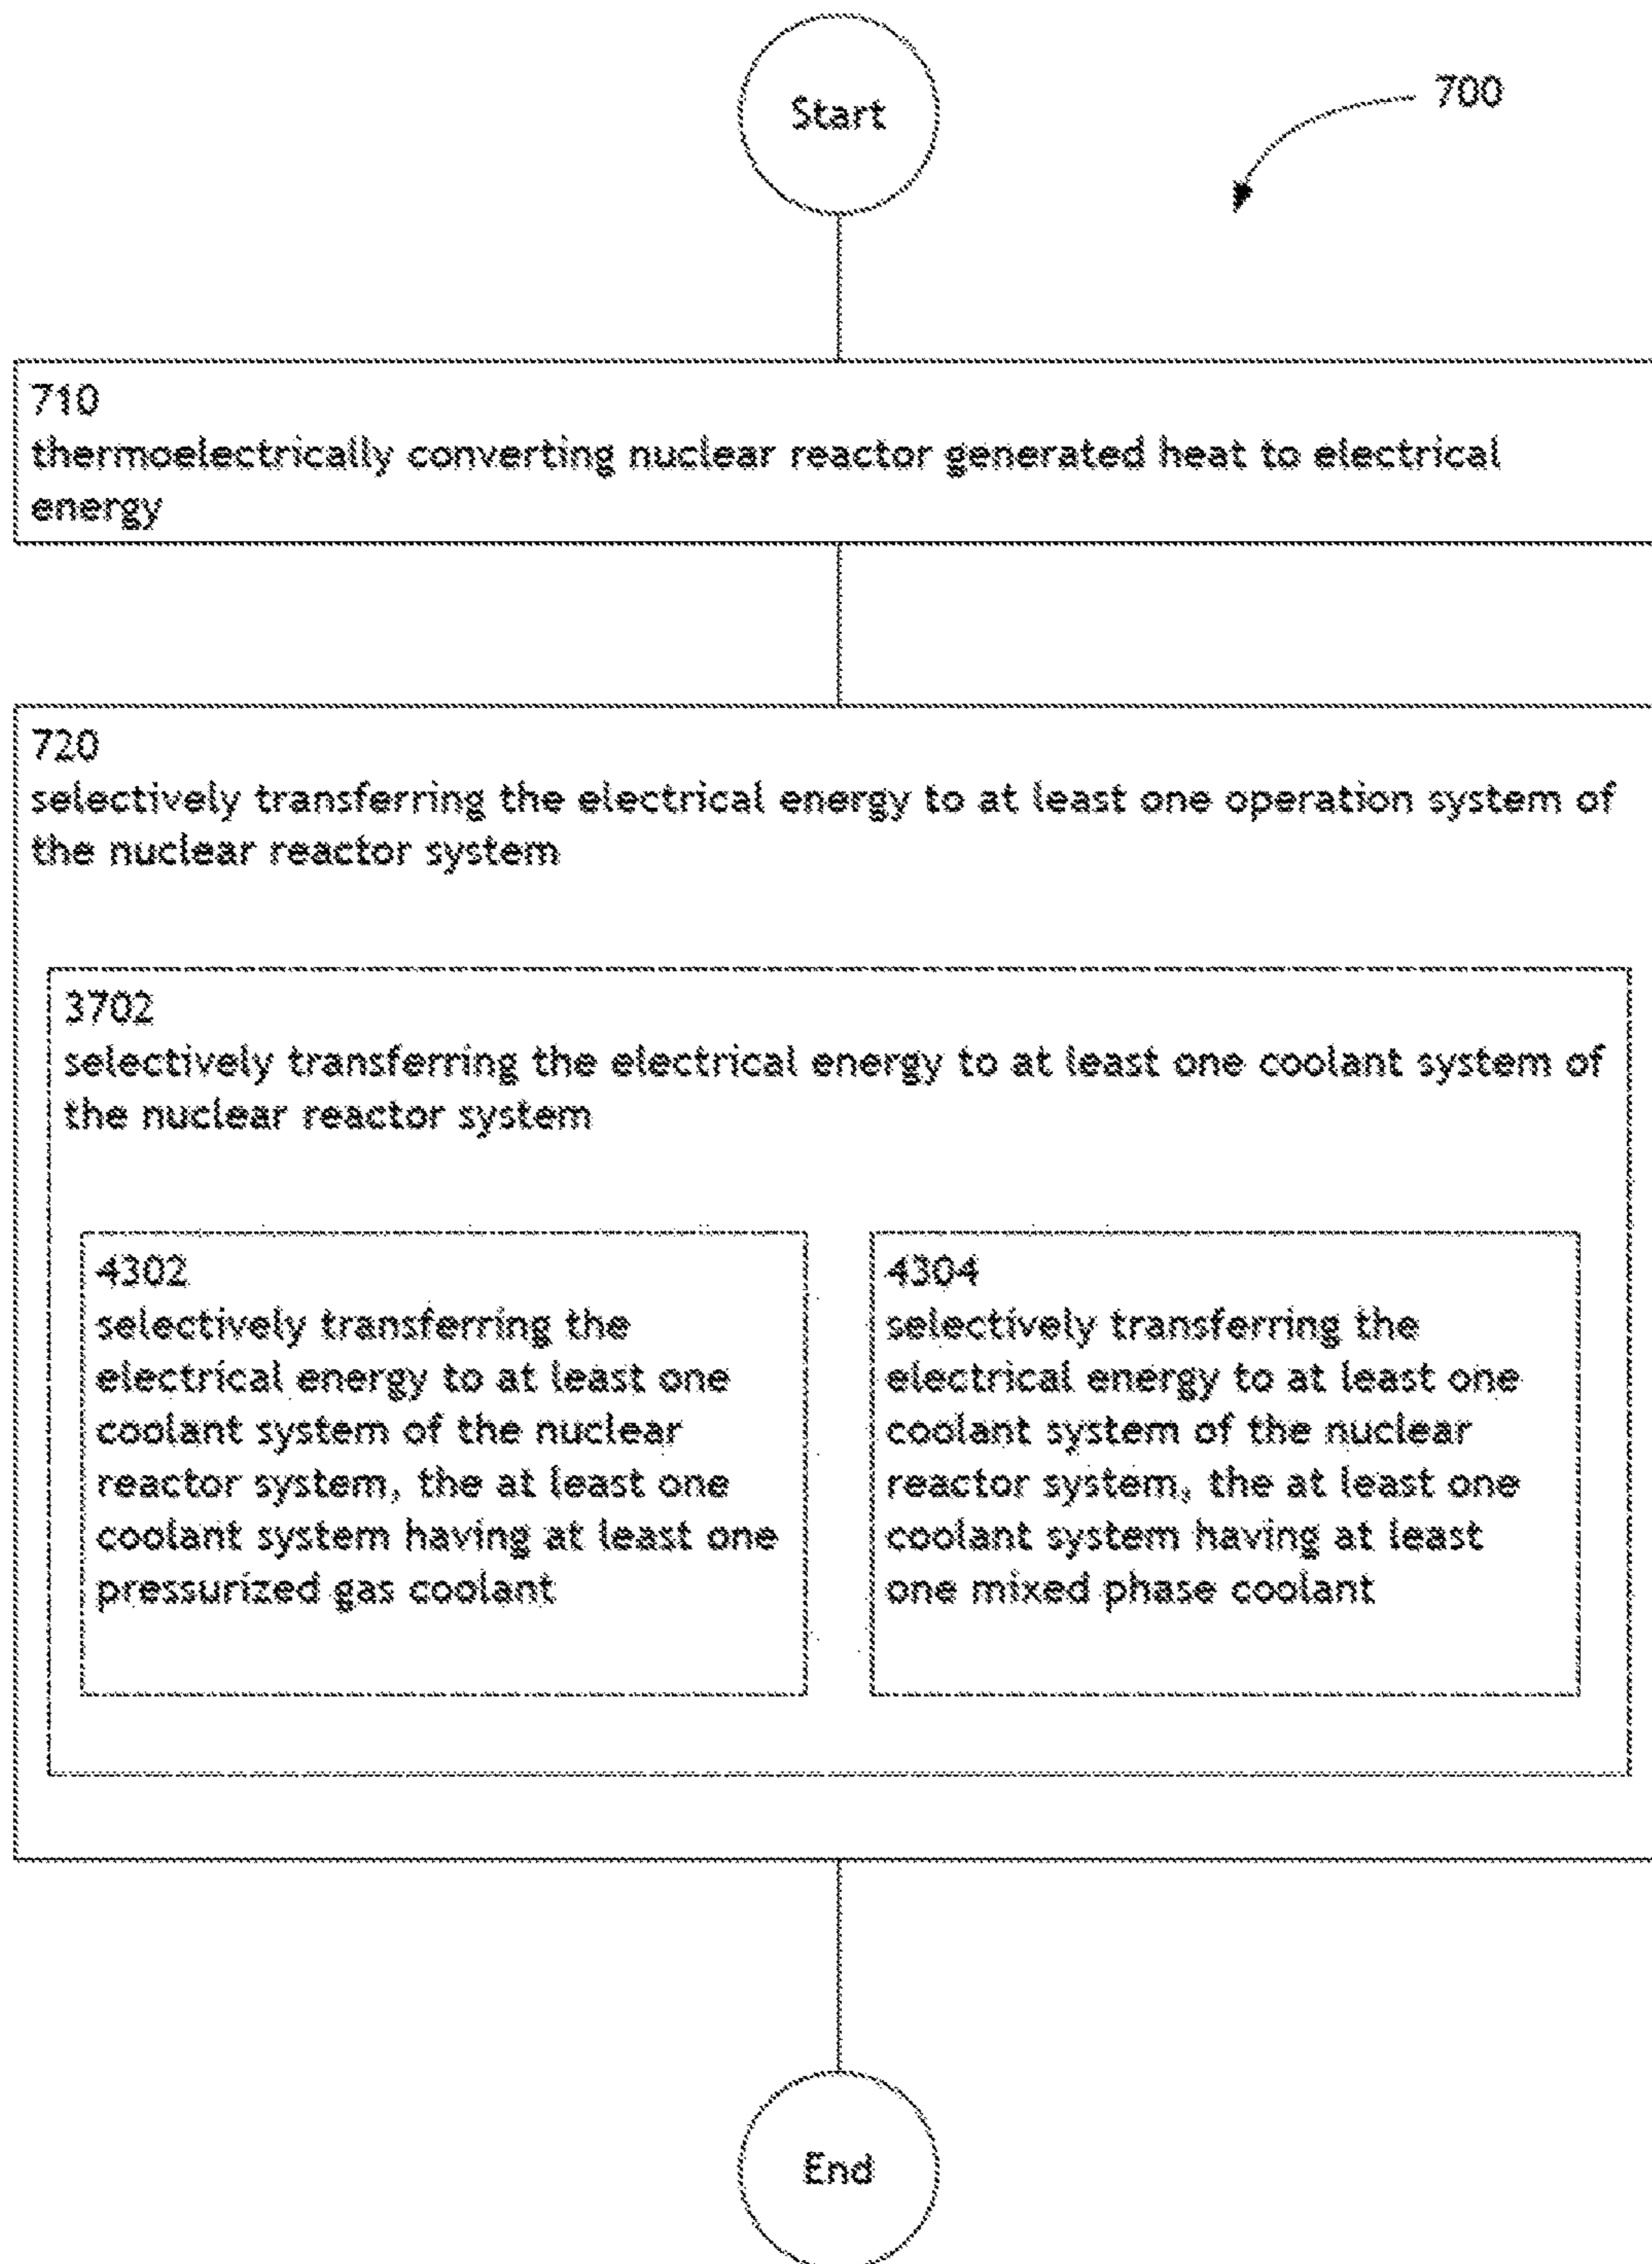 Start
700
710
thermoelectrically converting nuclear reactor generated heat to electrical
energy
720
selectively transferring the electrical energy to at least one operation system of
the nuclear reactor system
3702
selectively transferring the electrical energy to at least one coolant system of
the nuclear reactor system
4302
selectively transferring the
electrical energy to at least one
coolant system of the nuclear
reactor system, the at least one
coolant system having at least one
pressurized gas coolant
4304
selectively transferring the
electrical energy to at least one
coolant system of the nuclear
reactor system, the at least one
coolant system having at least
one mixed phase coolant
End